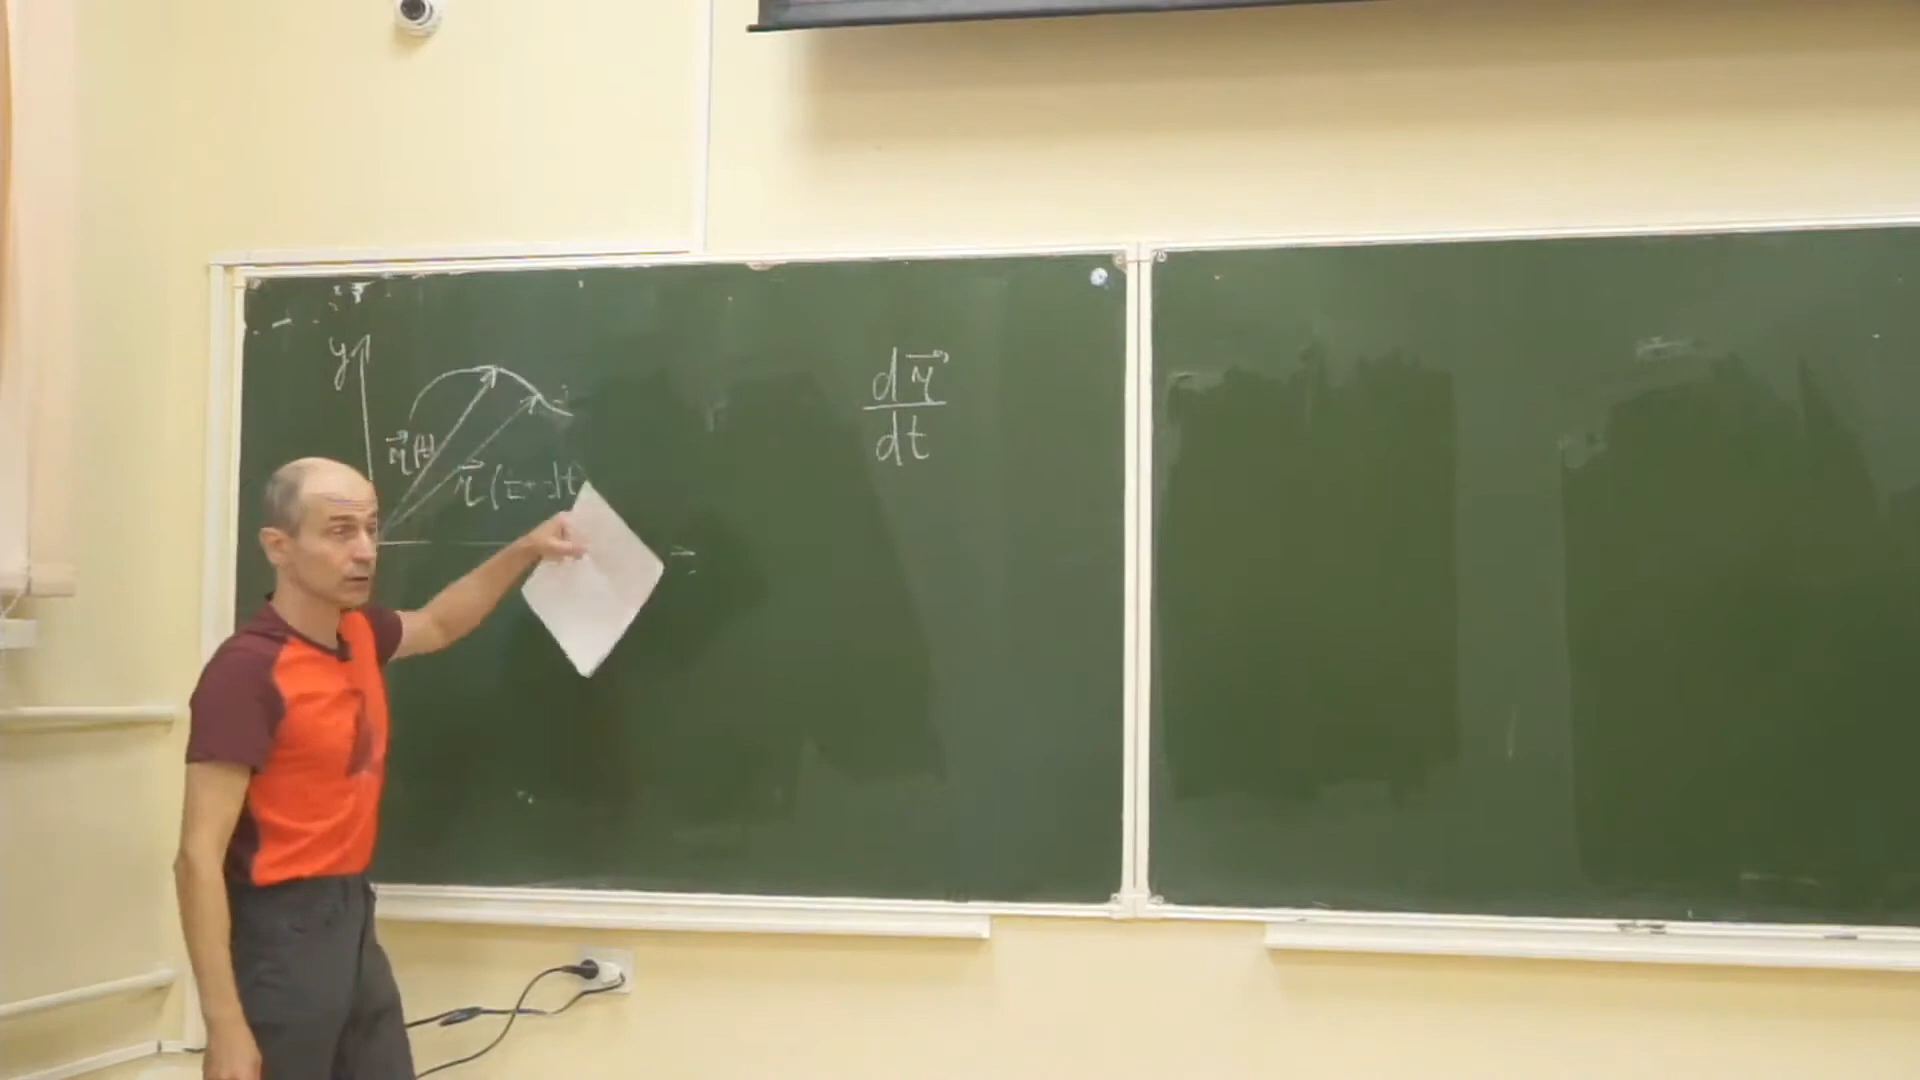 y
r⃗(t)
r⃗(t+dt)
dr⃗
dt